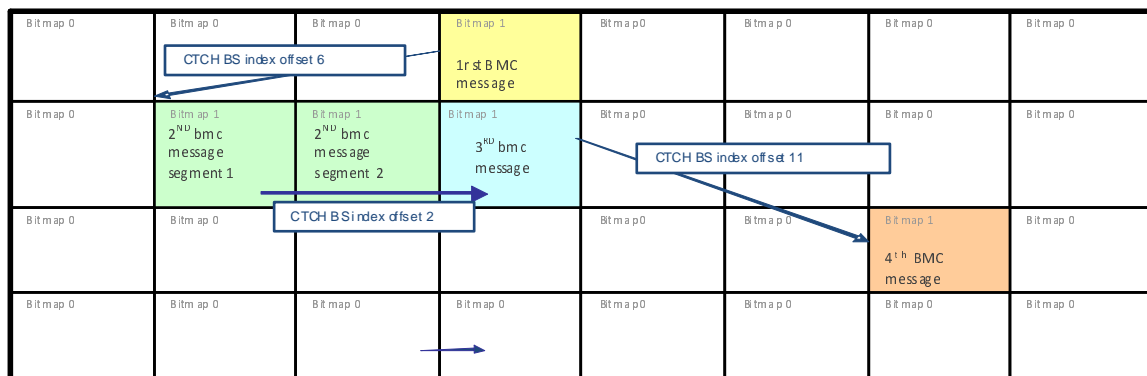 Bitmap 0 Bitmap 0 Bitmap 0 Bitmap 1 Bitmap 0 Bitmap 0 Bitmap 0 Bitmap 0
CTCH BS index offset 6
1rst BMC
message
Bitmap 0 Bitmap 1 Bitmap 1 Bitmap 1 Bitmap 0 Bitmap 0 Bitmap 0 Bitmap 0
2ND bmc
message
segment 1
2ND bmc
message
segment 2
3RD bmc
message
CTCH BS index offset 11
CTCH BS index offset 2
Bitmap 0 Bitmap 0 Bitmap 0 Bitmap 0 Bitmap 0 Bitmap 0 Bitmap 1 Bitmap 0
4th BMC
message
Bitmap 0 Bitmap 0 Bitmap 0 Bitmap 0 Bitmap 0 Bitmap 0 Bitmap 0 Bitmap 0